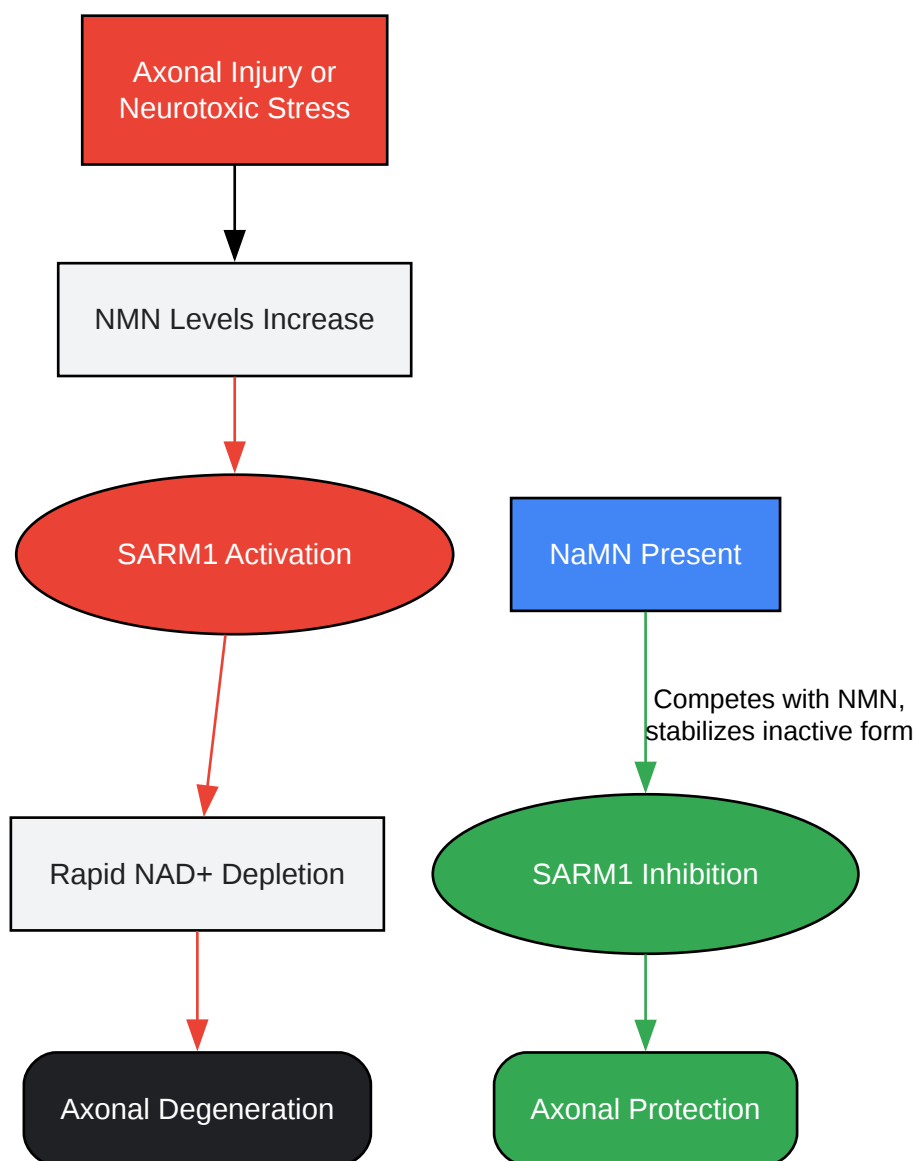 Axonal Injury or
Neurotoxic Stress
NMN Levels Increase
SARM1 Activation
NaMN Present
Competes with NMN,
stabilizes inactive form
Rapid NAD+ Depletion
SARM1 Inhibition
Axonal Degeneration
Axonal Protection